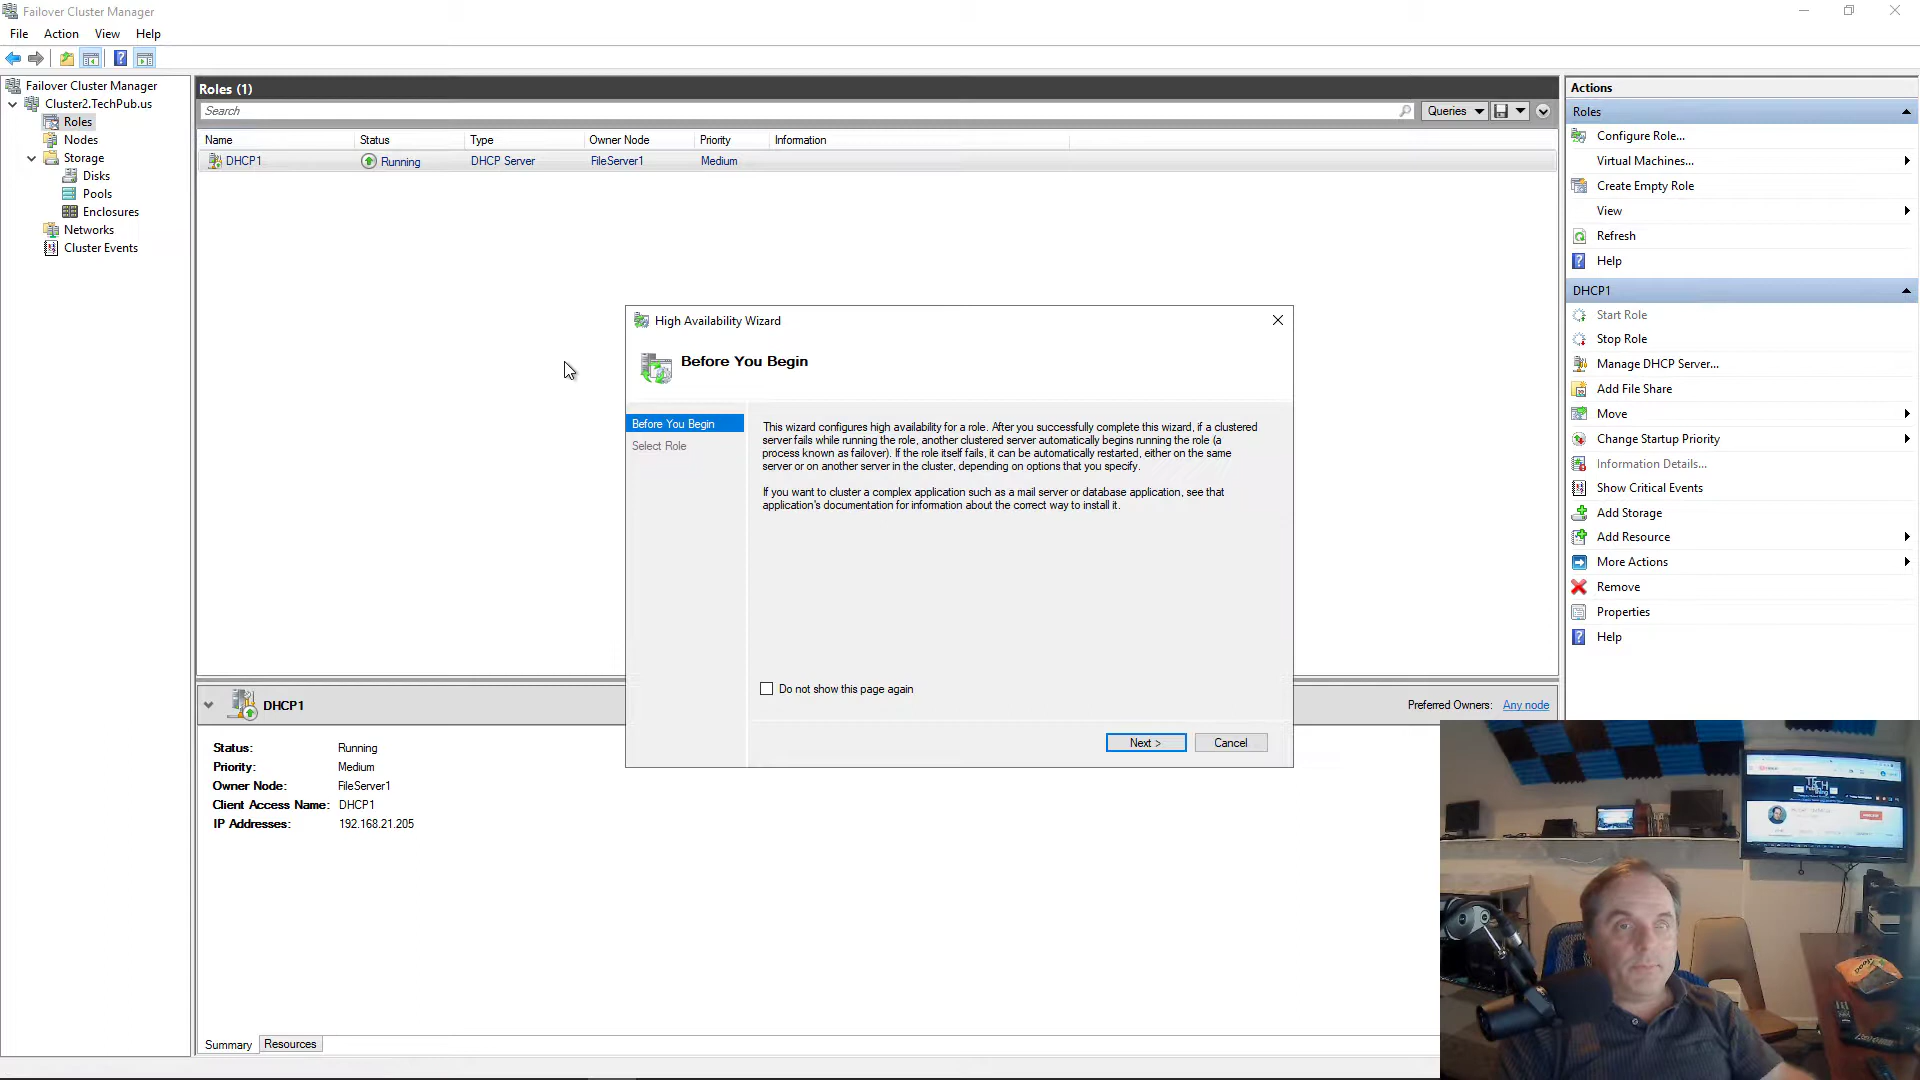 Failover Cluster Manager
File Action View Help
Failover Cluster Manager
Cluster2.TechPub.us
Roles
Nodes
Storage
Disks
Pools
Enclosures
Networks
Cluster Events
Roles (1)
Search
Queries
Name Status Type Owner Node Priority Information
DHCP1 Running DHCP Server FileServer1 Medium
High Availability Wizard
Before You Begin
Before You Begin
Select Role
This wizard configures high availability for a role. After you successfully complete this wizard, if a clustered
server fails while running the role, another clustered server automatically begins running the role (a
process known as failover). If the role itself fails, it can be automatically restarted, either on the same
server or on another server in the cluster, depending on options that you specify.
If you want to cluster a complex application such as a mail server or database application, see that
application's documentation for information about the correct way to install it.
Do not show this page again
Next >
Cancel
DHCP1
Preferred Owners: Any node
Status: Running
Priority: Medium
Owner Node: FileServer1
Client Access Name: DHCP1
IP Addresses: 192.168.21.205
Summary
Resources
Actions
Roles
Configure Role...
Virtual Machines...
Create Empty Role
View
Refresh
Help
DHCP1
Start Role
Stop Role
Manage DHCP Server...
Add File Share
Move
Change Startup Priority
Information Details...
Show Critical Events
Add Storage
Add Resource
More Actions
Remove
Properties
Help